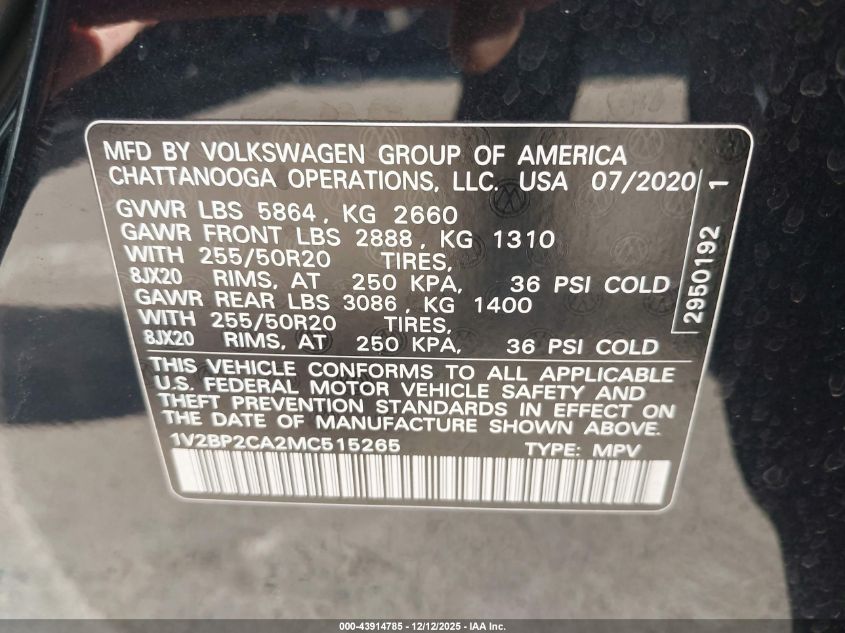 MFD BY VOLKSWAGEN GROUP OF AMERICA
CHATTANOOGA OPERATIONS, LLC. USA 07/2020
GVWR LBS 5864, KG 2660
GAWR FRONT LBS 2888, KG 1310
WITH 255/50R20 TIRES,
8JX20 RIMS, AT 250 KPA, 36 PSI COLD
GAWR REAR LBS 3086, KG 1400
WITH 255/50R20 TIRES,
8JX20 RIMS, AT 250 KPA, 36 PSI COLD
THIS VEHICLE CONFORMS TO ALL APPLICABLE
U.S. FEDERAL MOTOR VEHICLE SAFETY AND
THEFT PREVENTION STANDARDS IN EFFECT ON
THE DATE OF MANUFACTURE SHOWN ABOVE.
1V2BP2CA2MC515265 TYPE: MPV
2950192 1
000-43914785 - 12/12/2025 - IAA Inc.